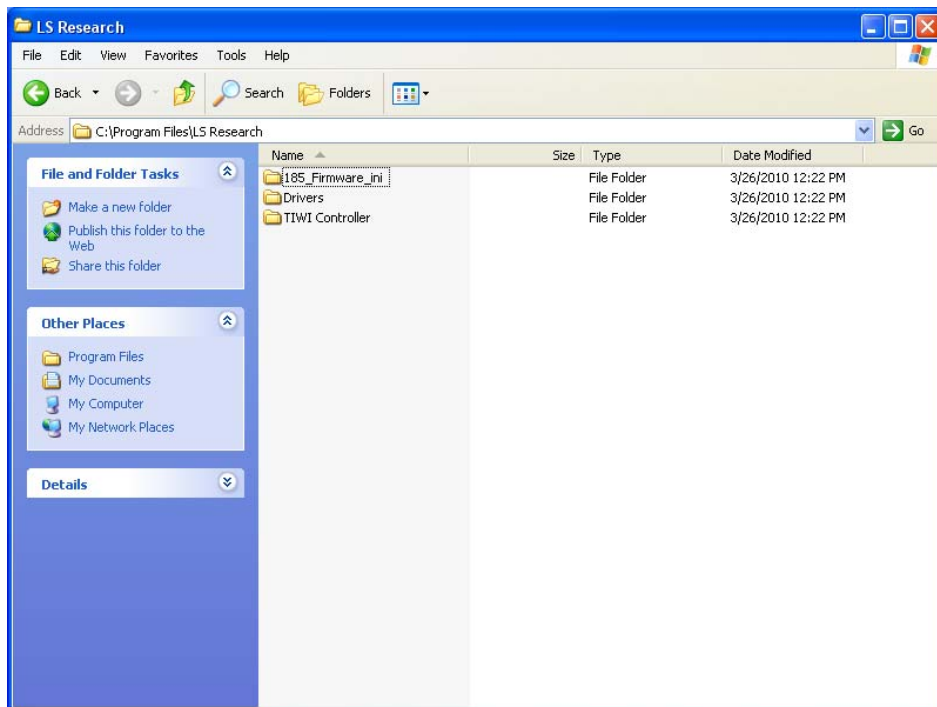 LS Research
File Edit View Favorites Tools Help
Back Search Folders
Address C:\Program Files\LS Research Go
File and Folder Tasks
Make a new folder
Publish this folder to the
Web
Share this folder
Other Places
Program Files
My Documents
My Computer
My Network Places
Details
Name Size Type Date Modified
185_Firmware_ini File Folder 3/26/2010 12:22 PM
Drivers File Folder 3/26/2010 12:22 PM
TIWI Controller File Folder 3/26/2010 12:22 PM